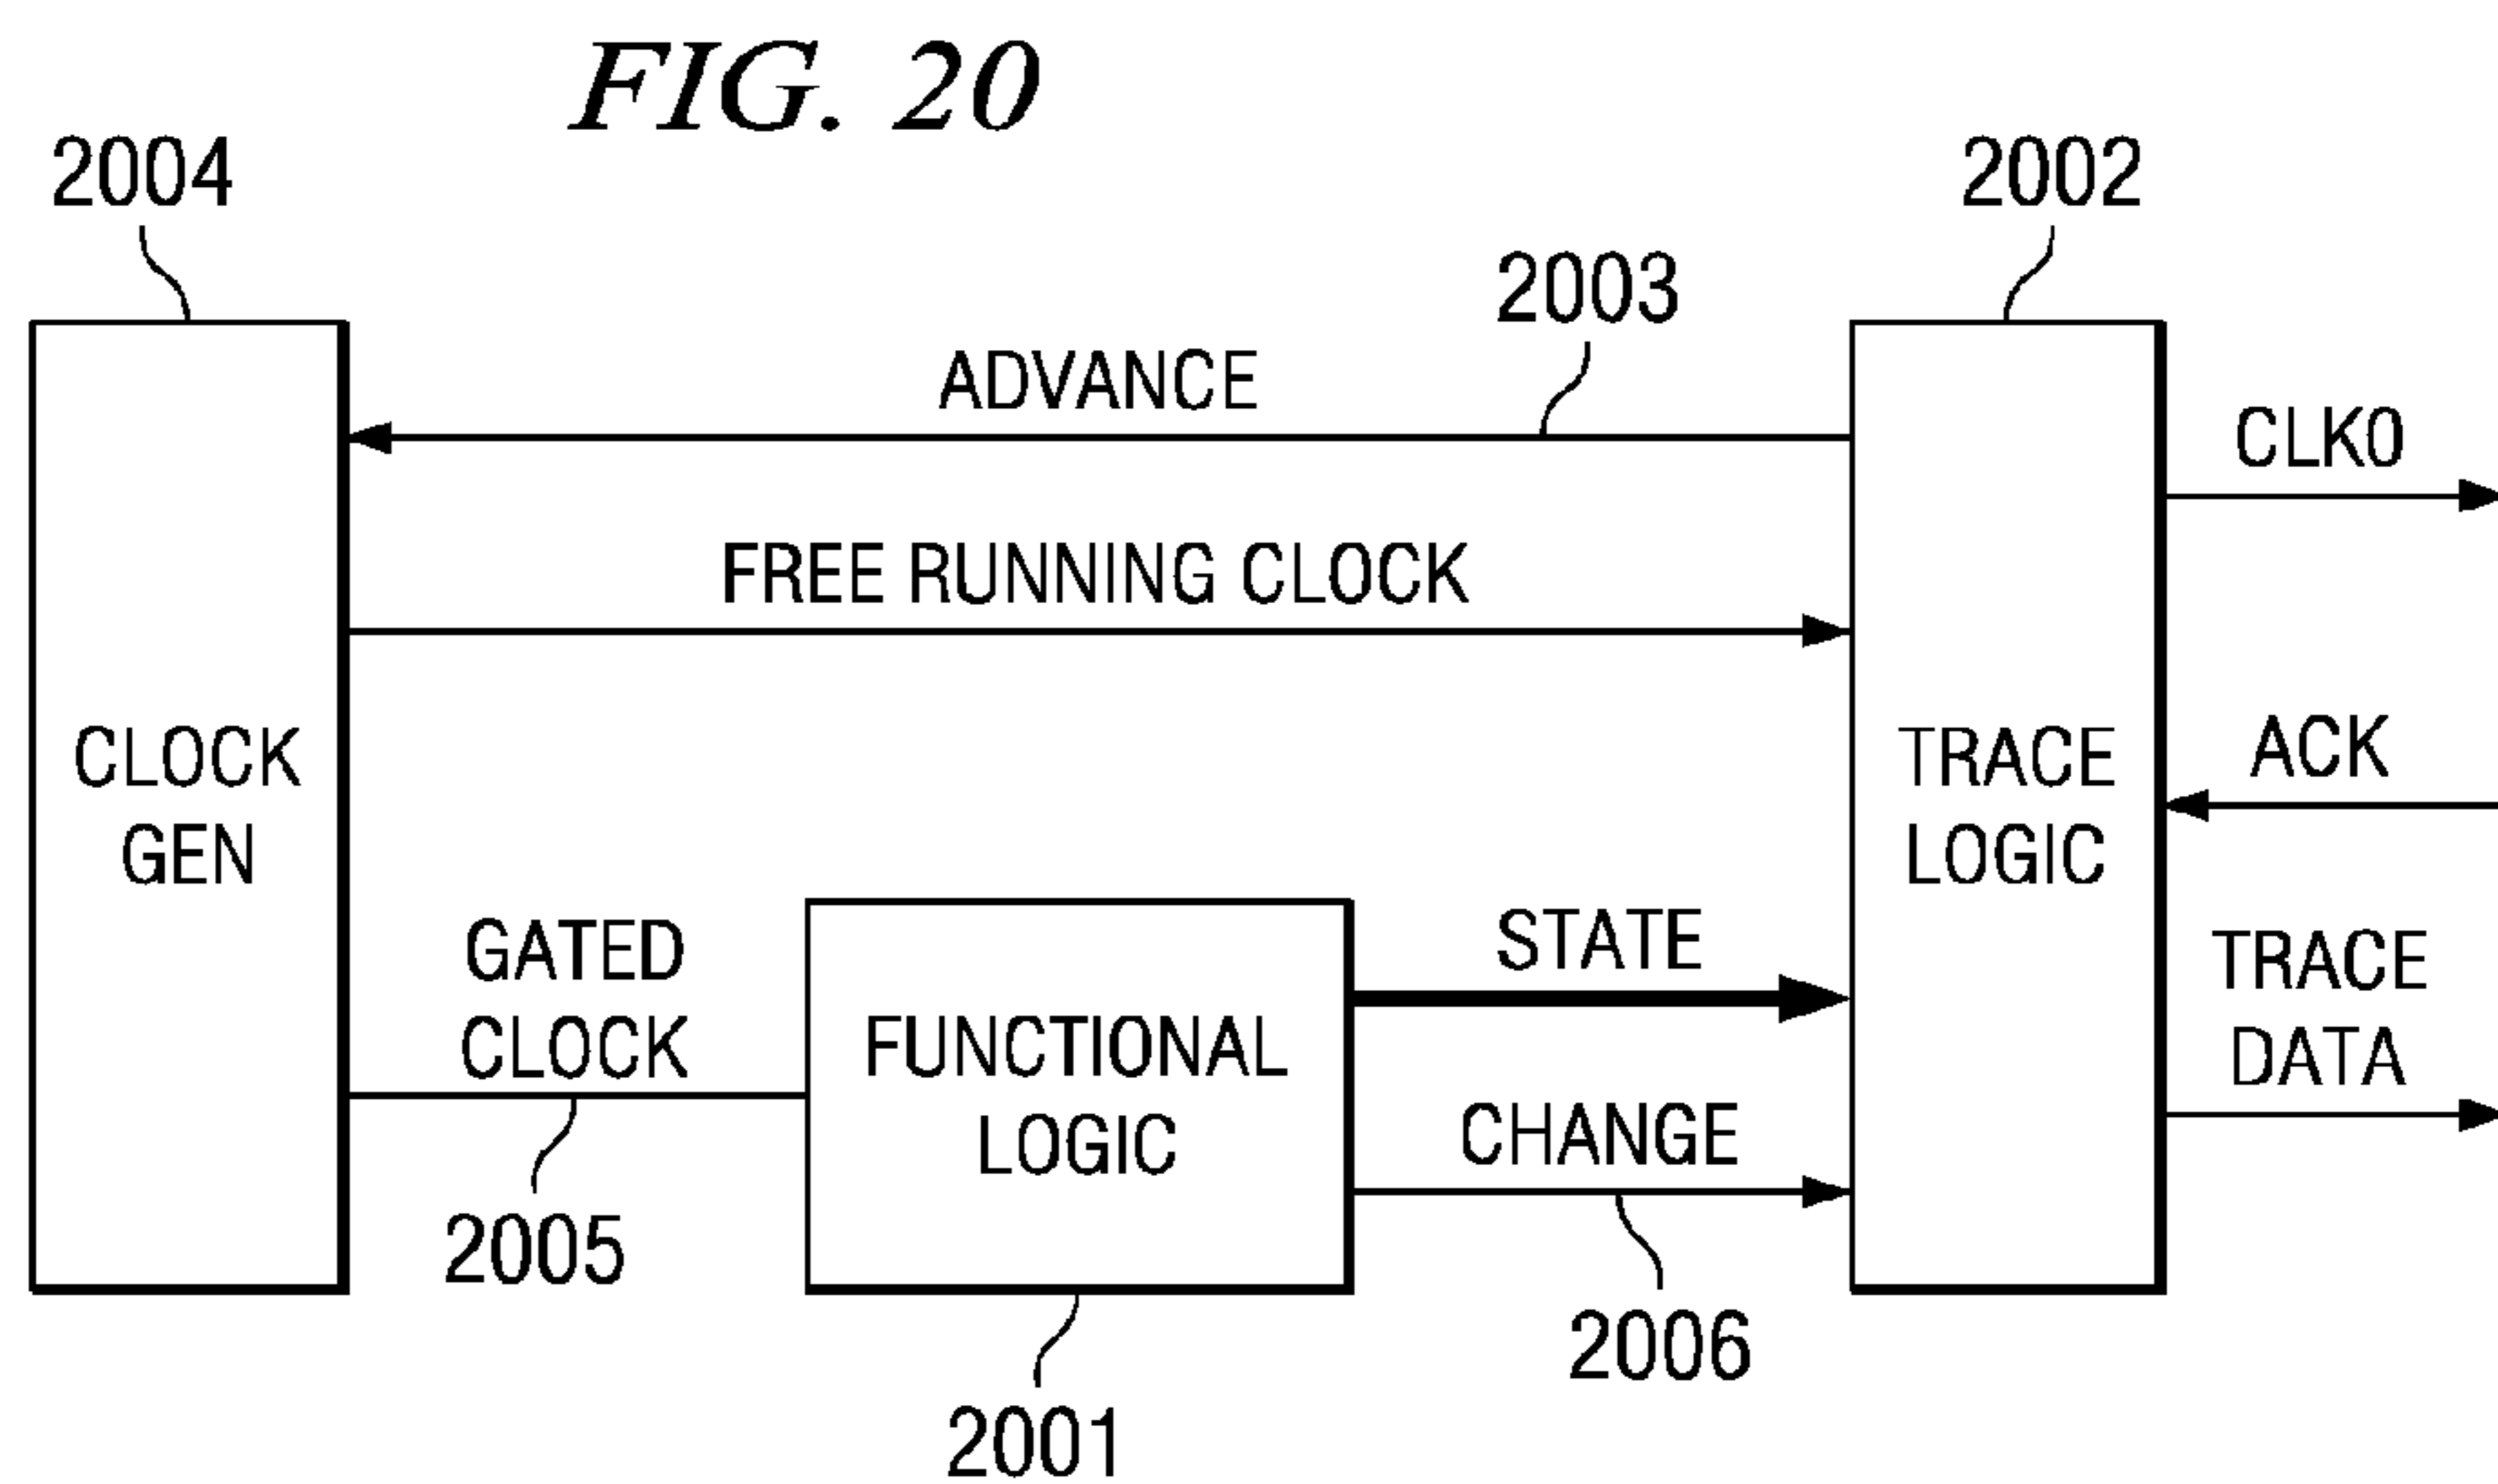 FIG. 20
2004
2002
2003
ADVANCE
CLKO
FREE RUNNING CLOCK
CLOCK
GEN
TRACE
LOGIC
ACK
GATED
CLOCK
STATE
TRACE
DATA
FUNCTIONAL
LOGIC
CHANGE
2005
2006
2001